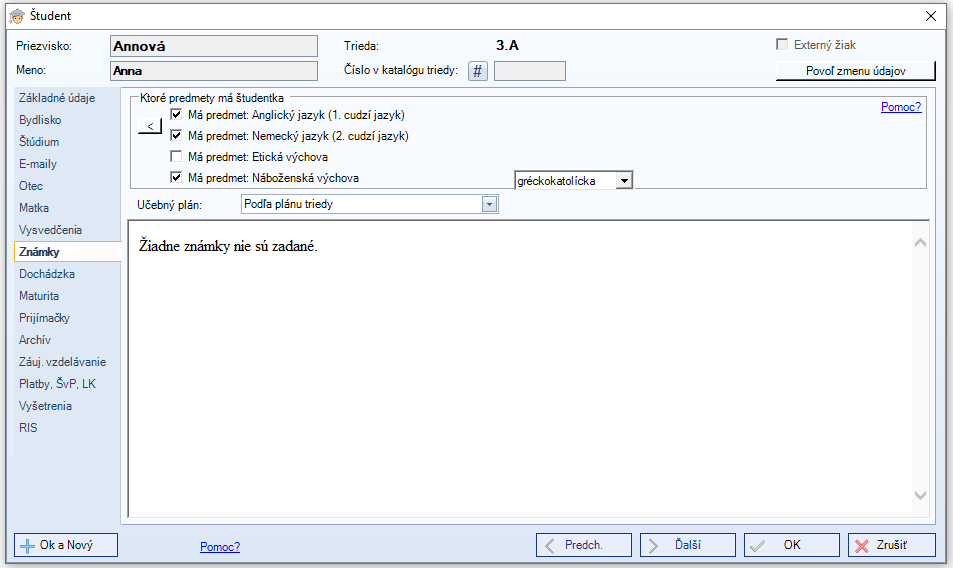 Študent
Priezvisko: Annová Trieda: 3.A Externý žiak
Meno: Anna Číslo v katalógu triedy: # Povoľ zmenu údajov
Základné údaje
Bydlisko
Štúdium
E-maily
Otec
Matka
Vysvedčenia
Známky
Dochádzka
Maturita
Prijímačky
Archív
Záuj. vzdelávanie
Platby, ŠvP, LK
Vyšetrenia
RIS
Ktoré predmety má študentka
Pomoc?
<
Má predmet: Anglický jazyk (1. cudzí jazyk)
Má predmet: Nemecký jazyk (2. cudzí jazyk)
Má predmet: Etická výchova
Má predmet: Náboženská výchova gréckokatolícka
Učebný plán: Podľa plánu triedy
Žiadne známky nie sú zadané.
Ok a Nový Pomoc? Predch. Ďalší OK Zrušiť